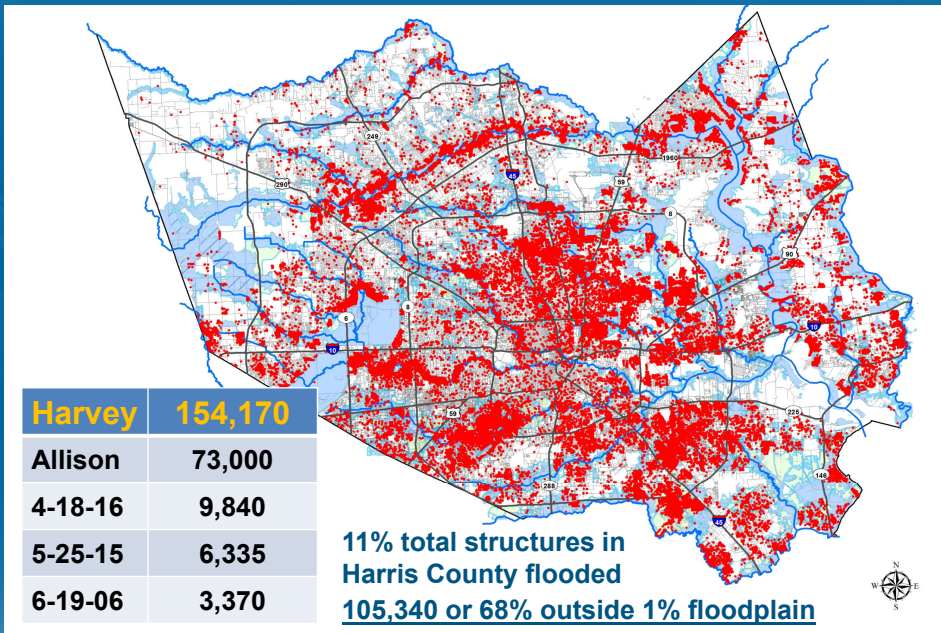 249
290
45
59
1960
8
90
6
8
10
10
59
225
288
146
45
Harvey 154,170
Allison 73,000
4-18-16 9,840
5-25-15 6,335
6-19-06 3,370
11% total structures in
Harris County flooded
105,340 or 68% outside 1% floodplain
N
W E
S